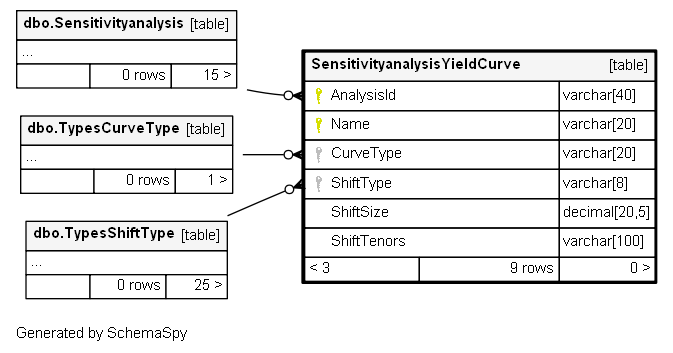 dbo.Sensitivityanalysis [table]
...
0 rows 15 >
dbo.TypesCurveType [table]
...
0 rows 1 >
dbo.TypesShiftType [table]
...
0 rows 25 >
SensitivityanalysisYieldCurve [table]
AnalysisId varchar[40]
Name varchar[20]
CurveType varchar[20]
ShiftType varchar[8]
ShiftSize decimal[20,5]
ShiftTenors varchar[100]
< 3 9 rows 0 >
Generated by SchemaSpy